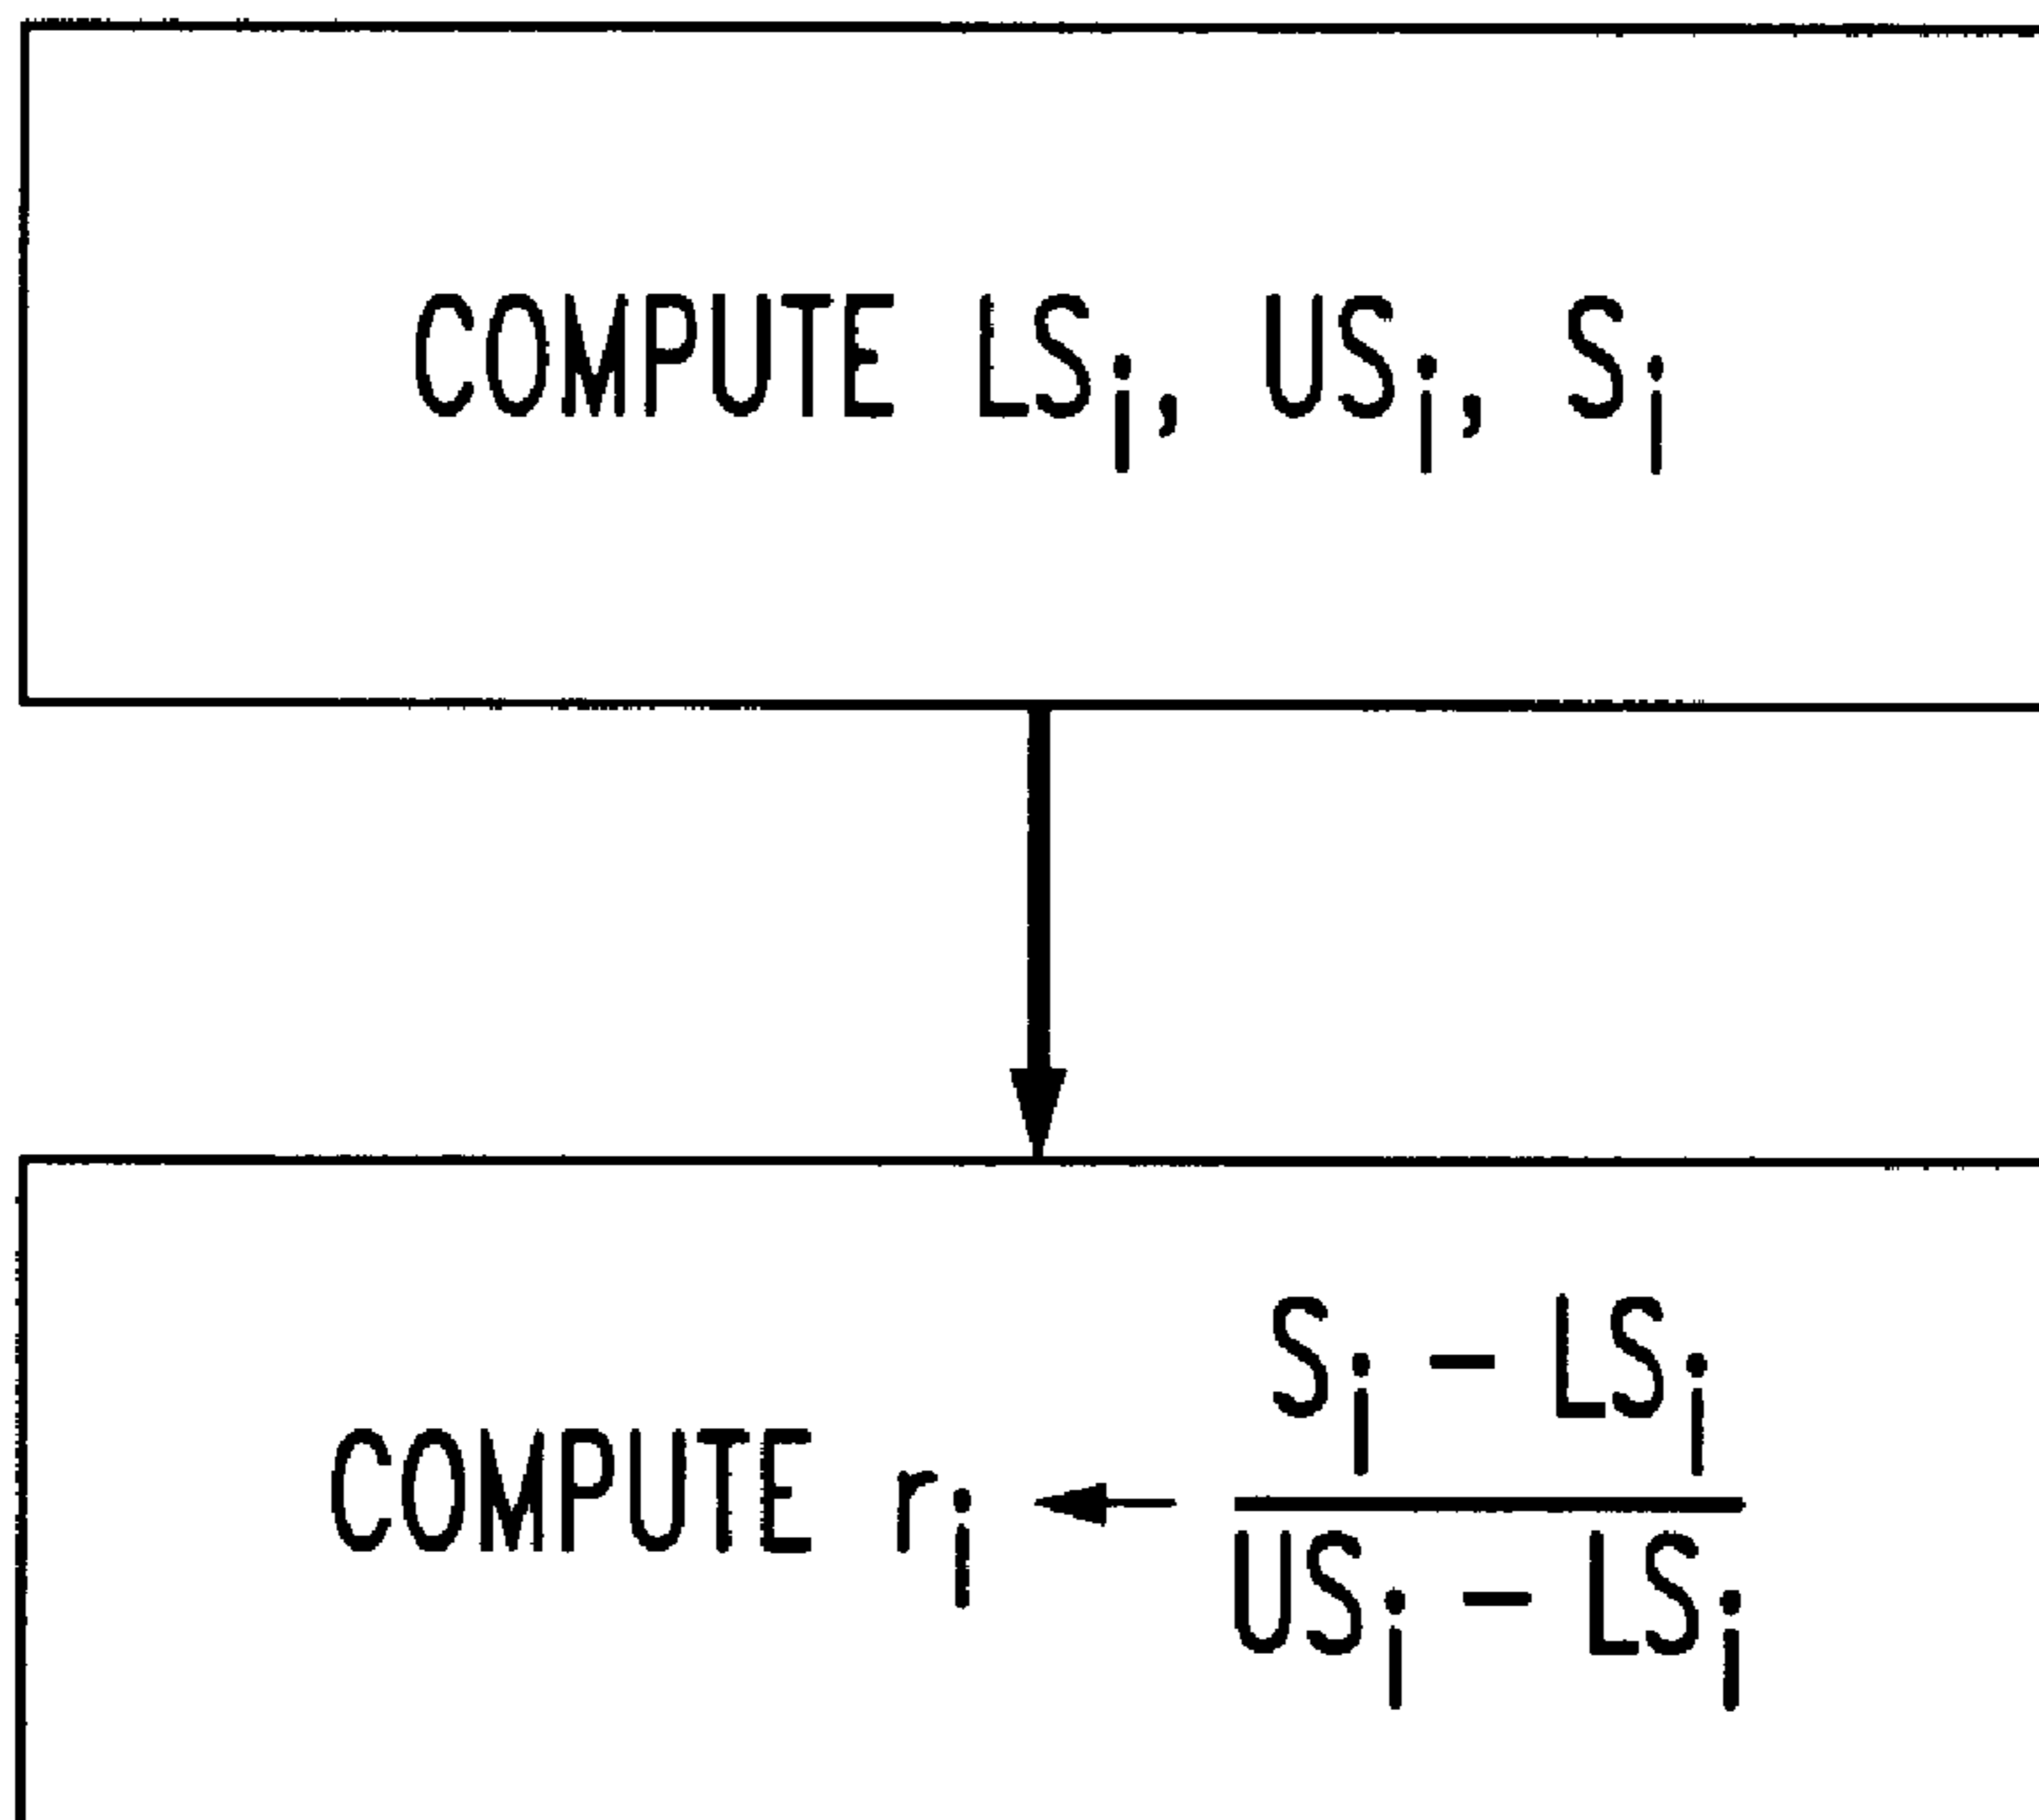 COMPUTE LSᵢ, USᵢ, Sᵢ
Sᵢ − LSᵢ
COMPUTE rᵢ ←
USᵢ − LSᵢ